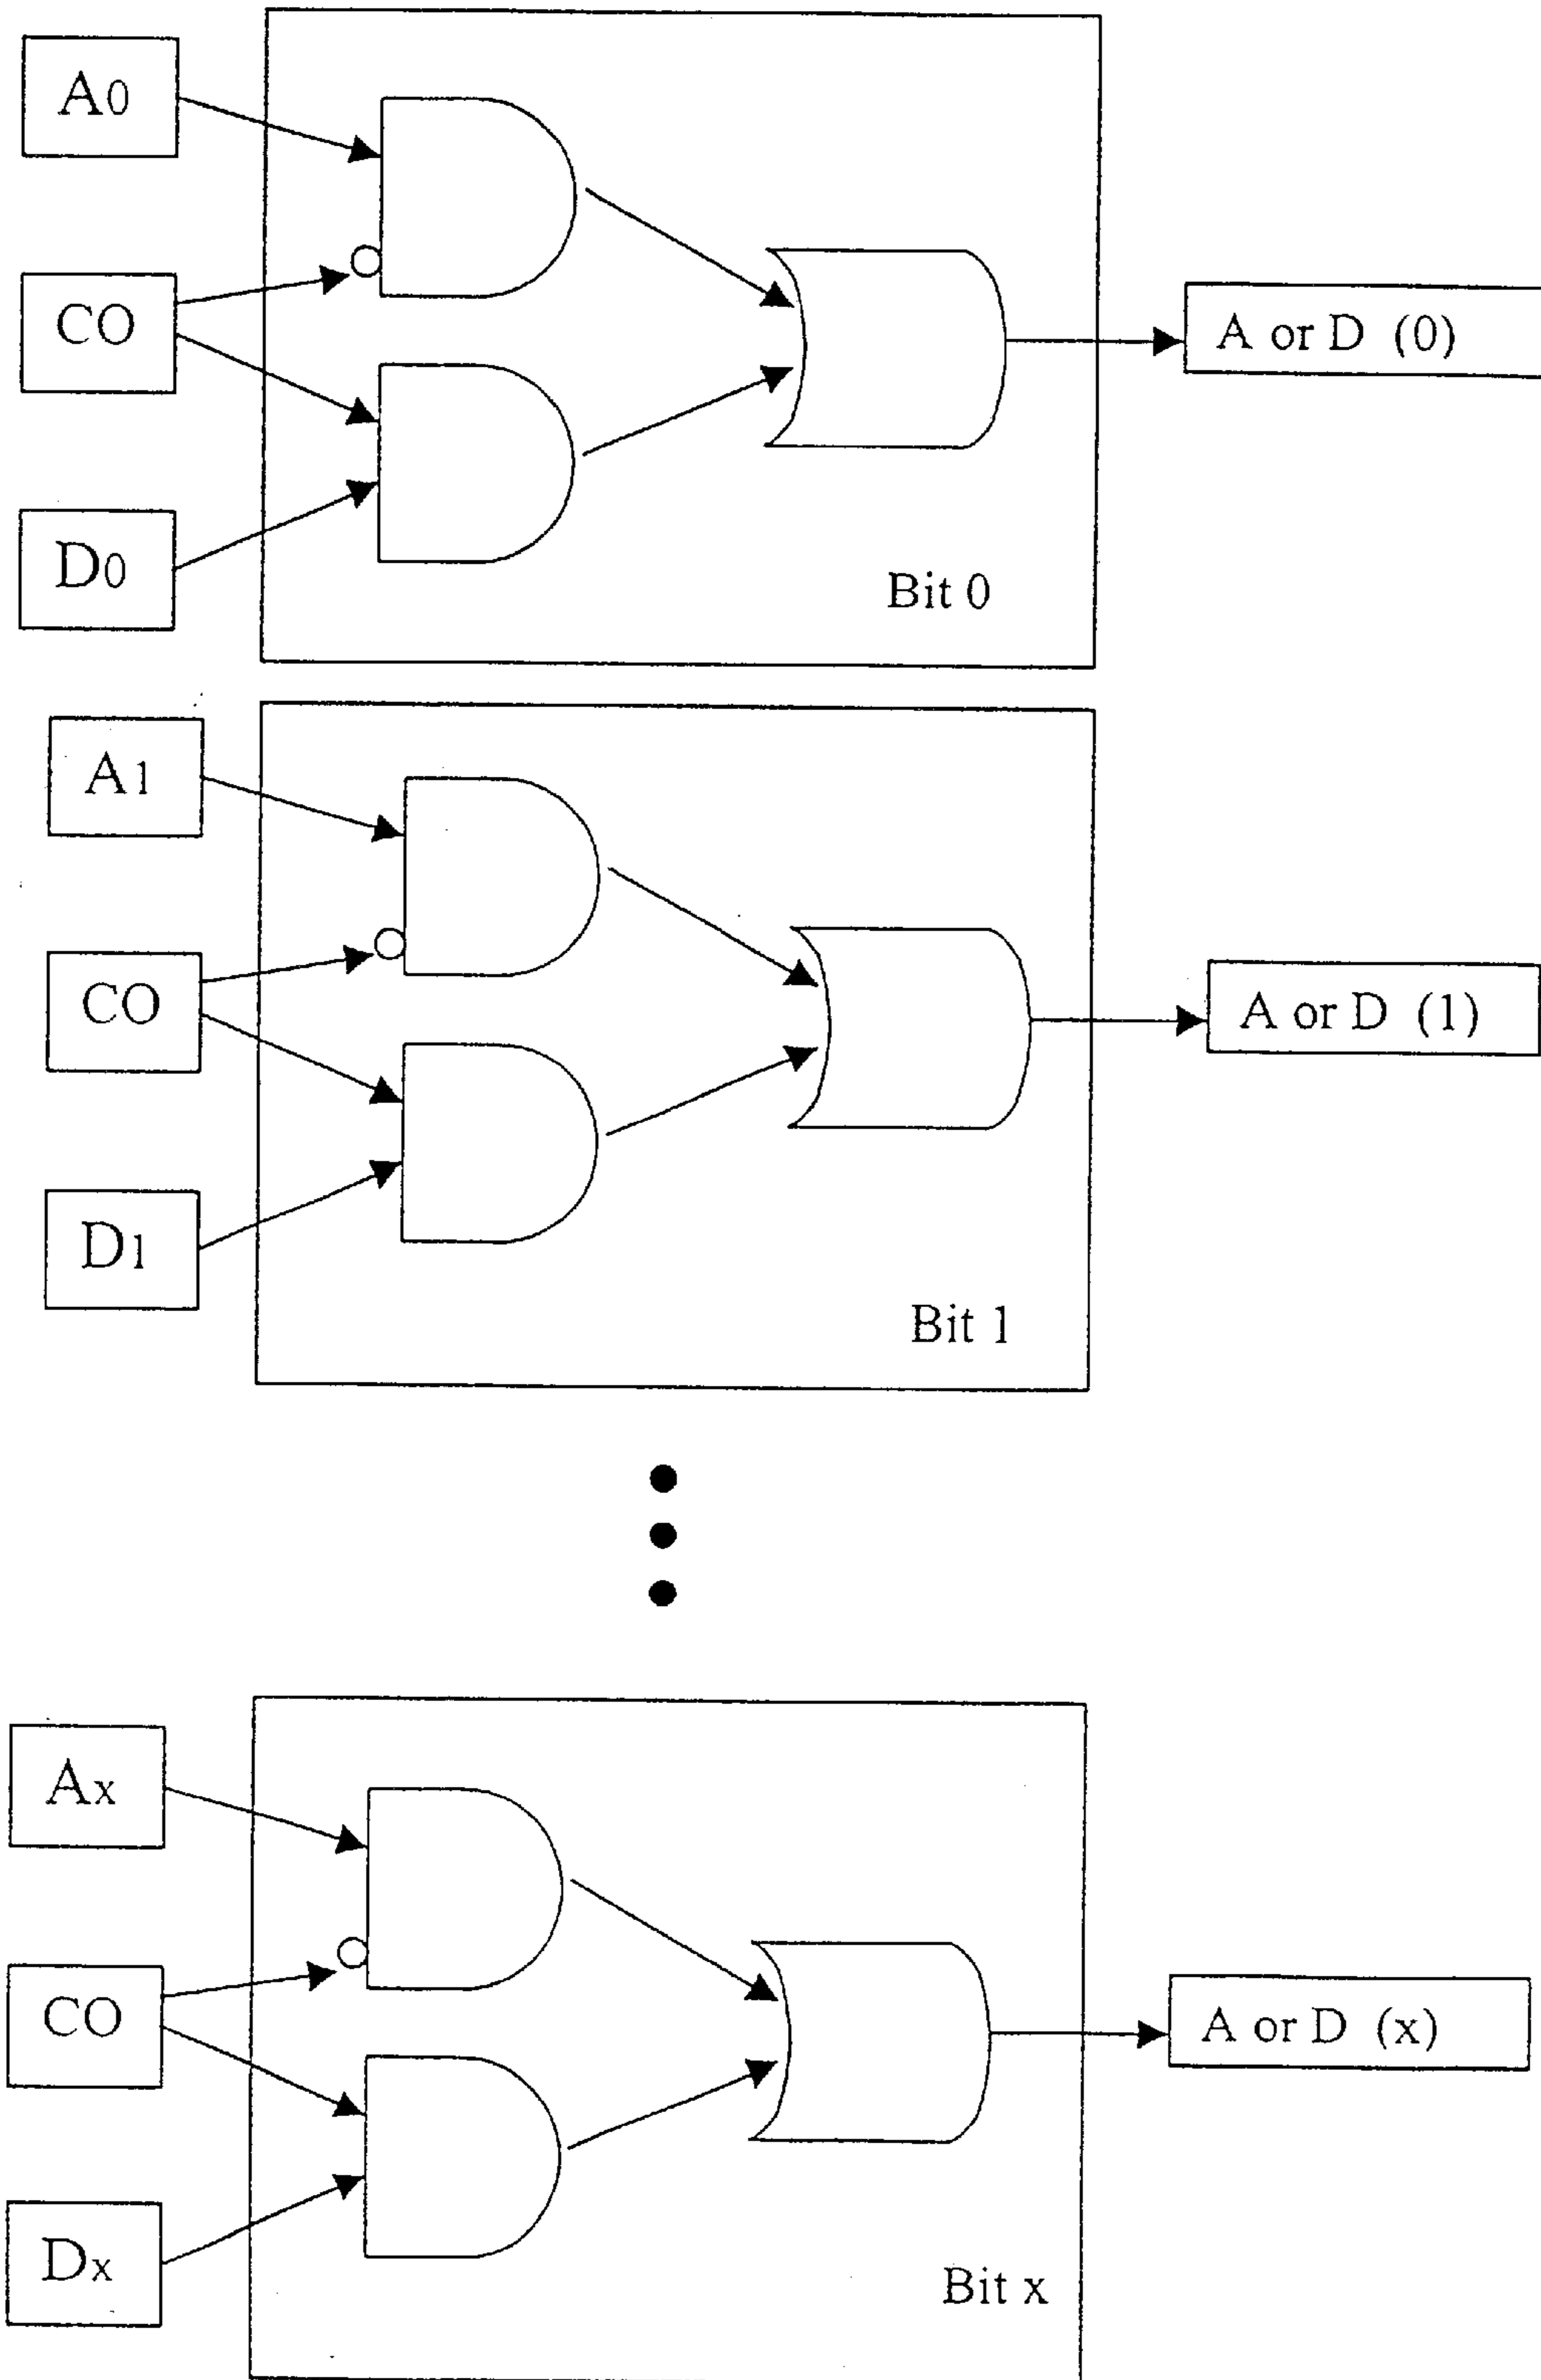 A0
CO
A or D (0)
D0
Bit 0
A1
CO
A or D (1)
D1
Bit 1
Ax
CO
A or D (x)
Dx
Bit x